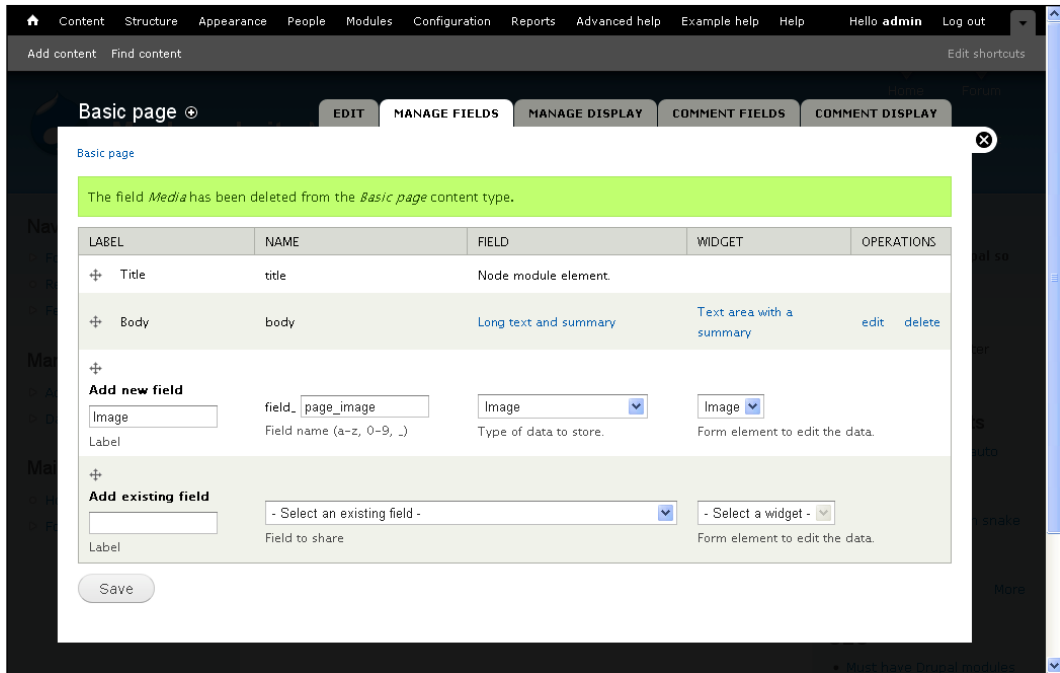 Content Structure Appearance People Modules Configuration Reports Advanced help Example help Help Hello admin Log out
Add content Find content Edit shortcuts
Home Forum
Basic page EDIT MANAGE FIELDS MANAGE DISPLAY COMMENT FIELDS COMMENT DISPLAY
Basic page
The field Media has been deleted from the Basic page content type.
LABEL NAME FIELD WIDGET OPERATIONS
Title title Node module element.
Body body Long text and summary Text area with a summary edit delete
Add new field
Image field_ page_image Image Image
Label Field name (a-z, 0-9, _) Type of data to store. Form element to edit the data.
Add existing field
- Select an existing field - - Select a widget -
Label Field to share Form element to edit the data.
Save
More
Must have Drupal modules